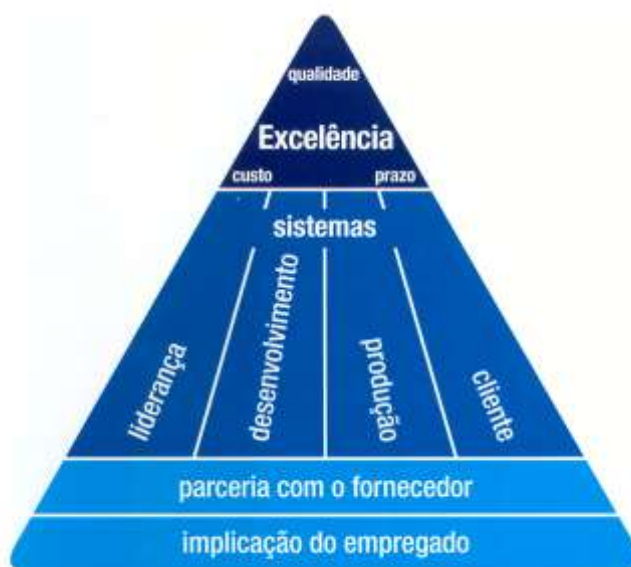 qualidade
Excelência
custo
prazo
sistemas
liderança
desenvolvimento
produção
cliente
parceria com o fornecedor
implicação do empregado